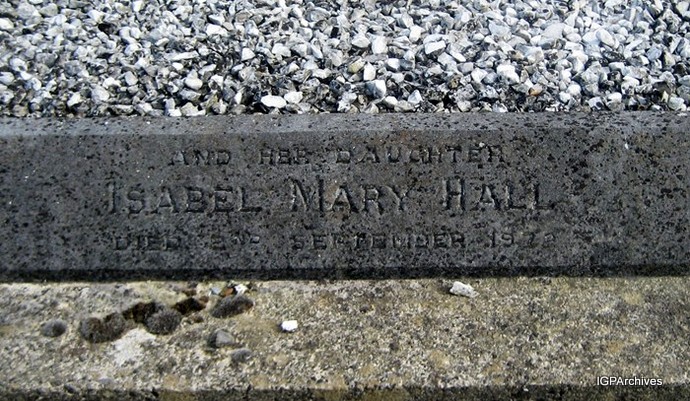 AND HER DAUGHTER
ISABEL MARY HALL
DIED 2ND SEPTEMBER
IGPArchives